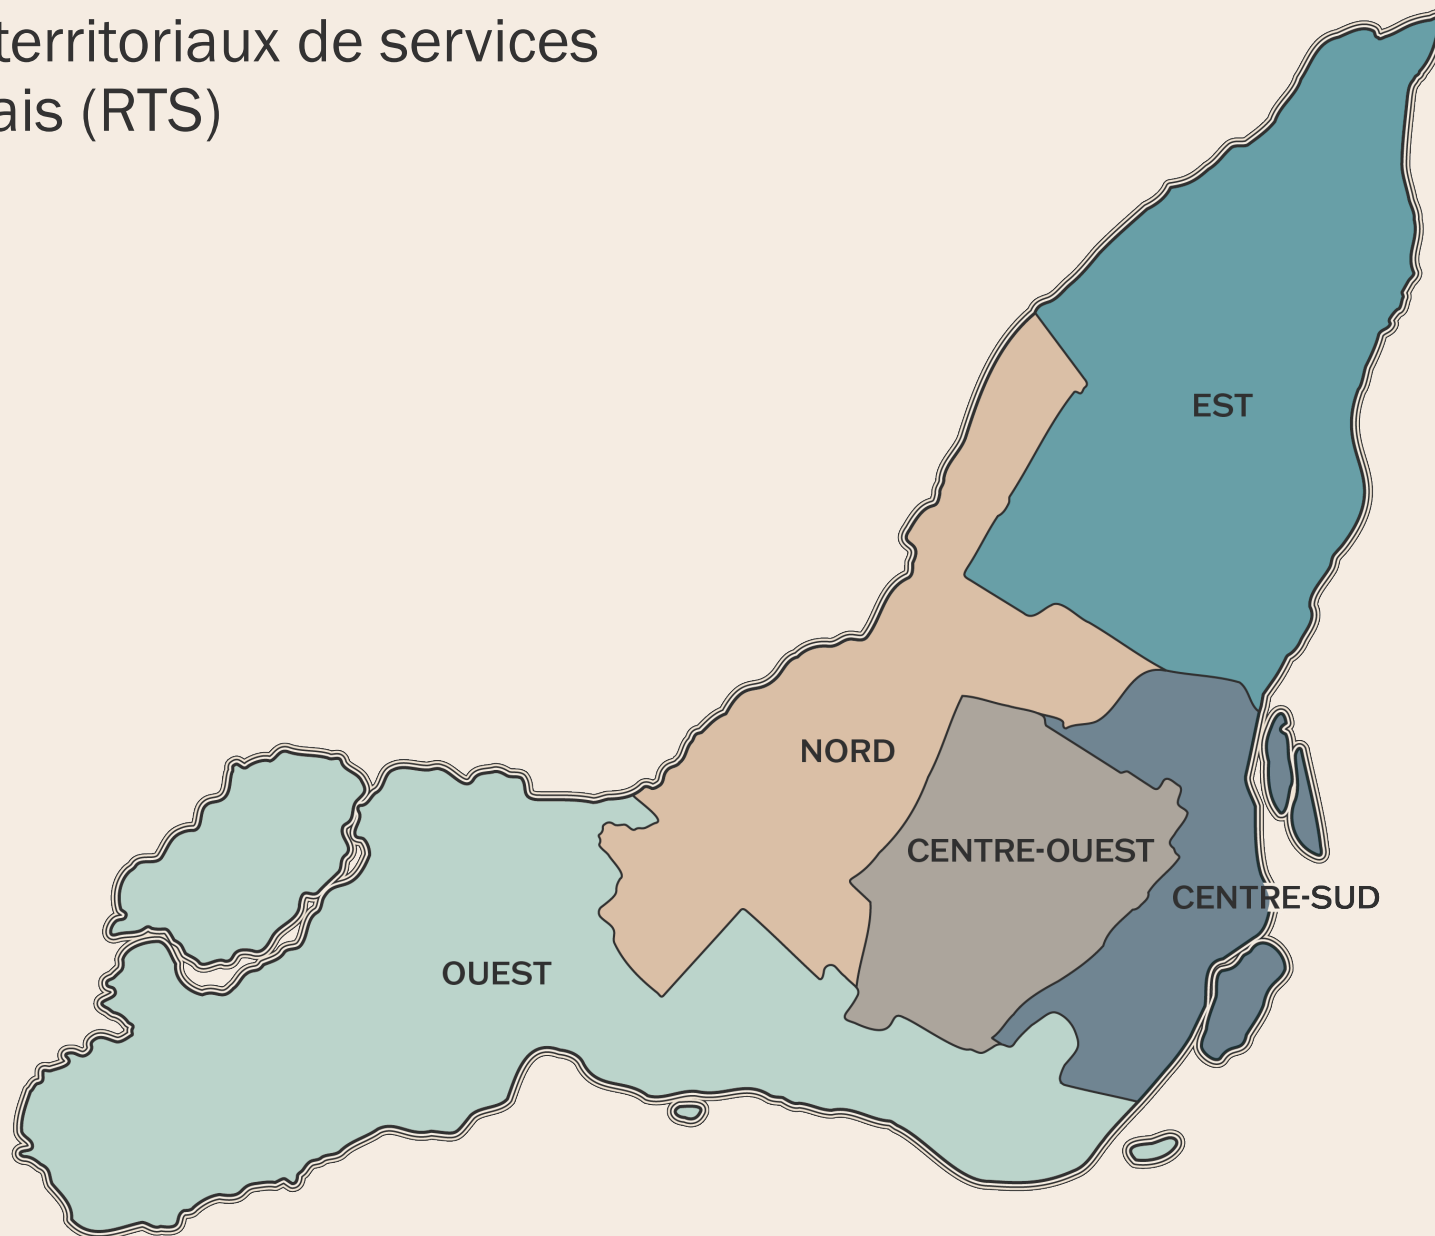 territoriaux de services
ais (RTS)
EST
NORD
CENTRE-OUEST
CENTRE-SUD
OUEST